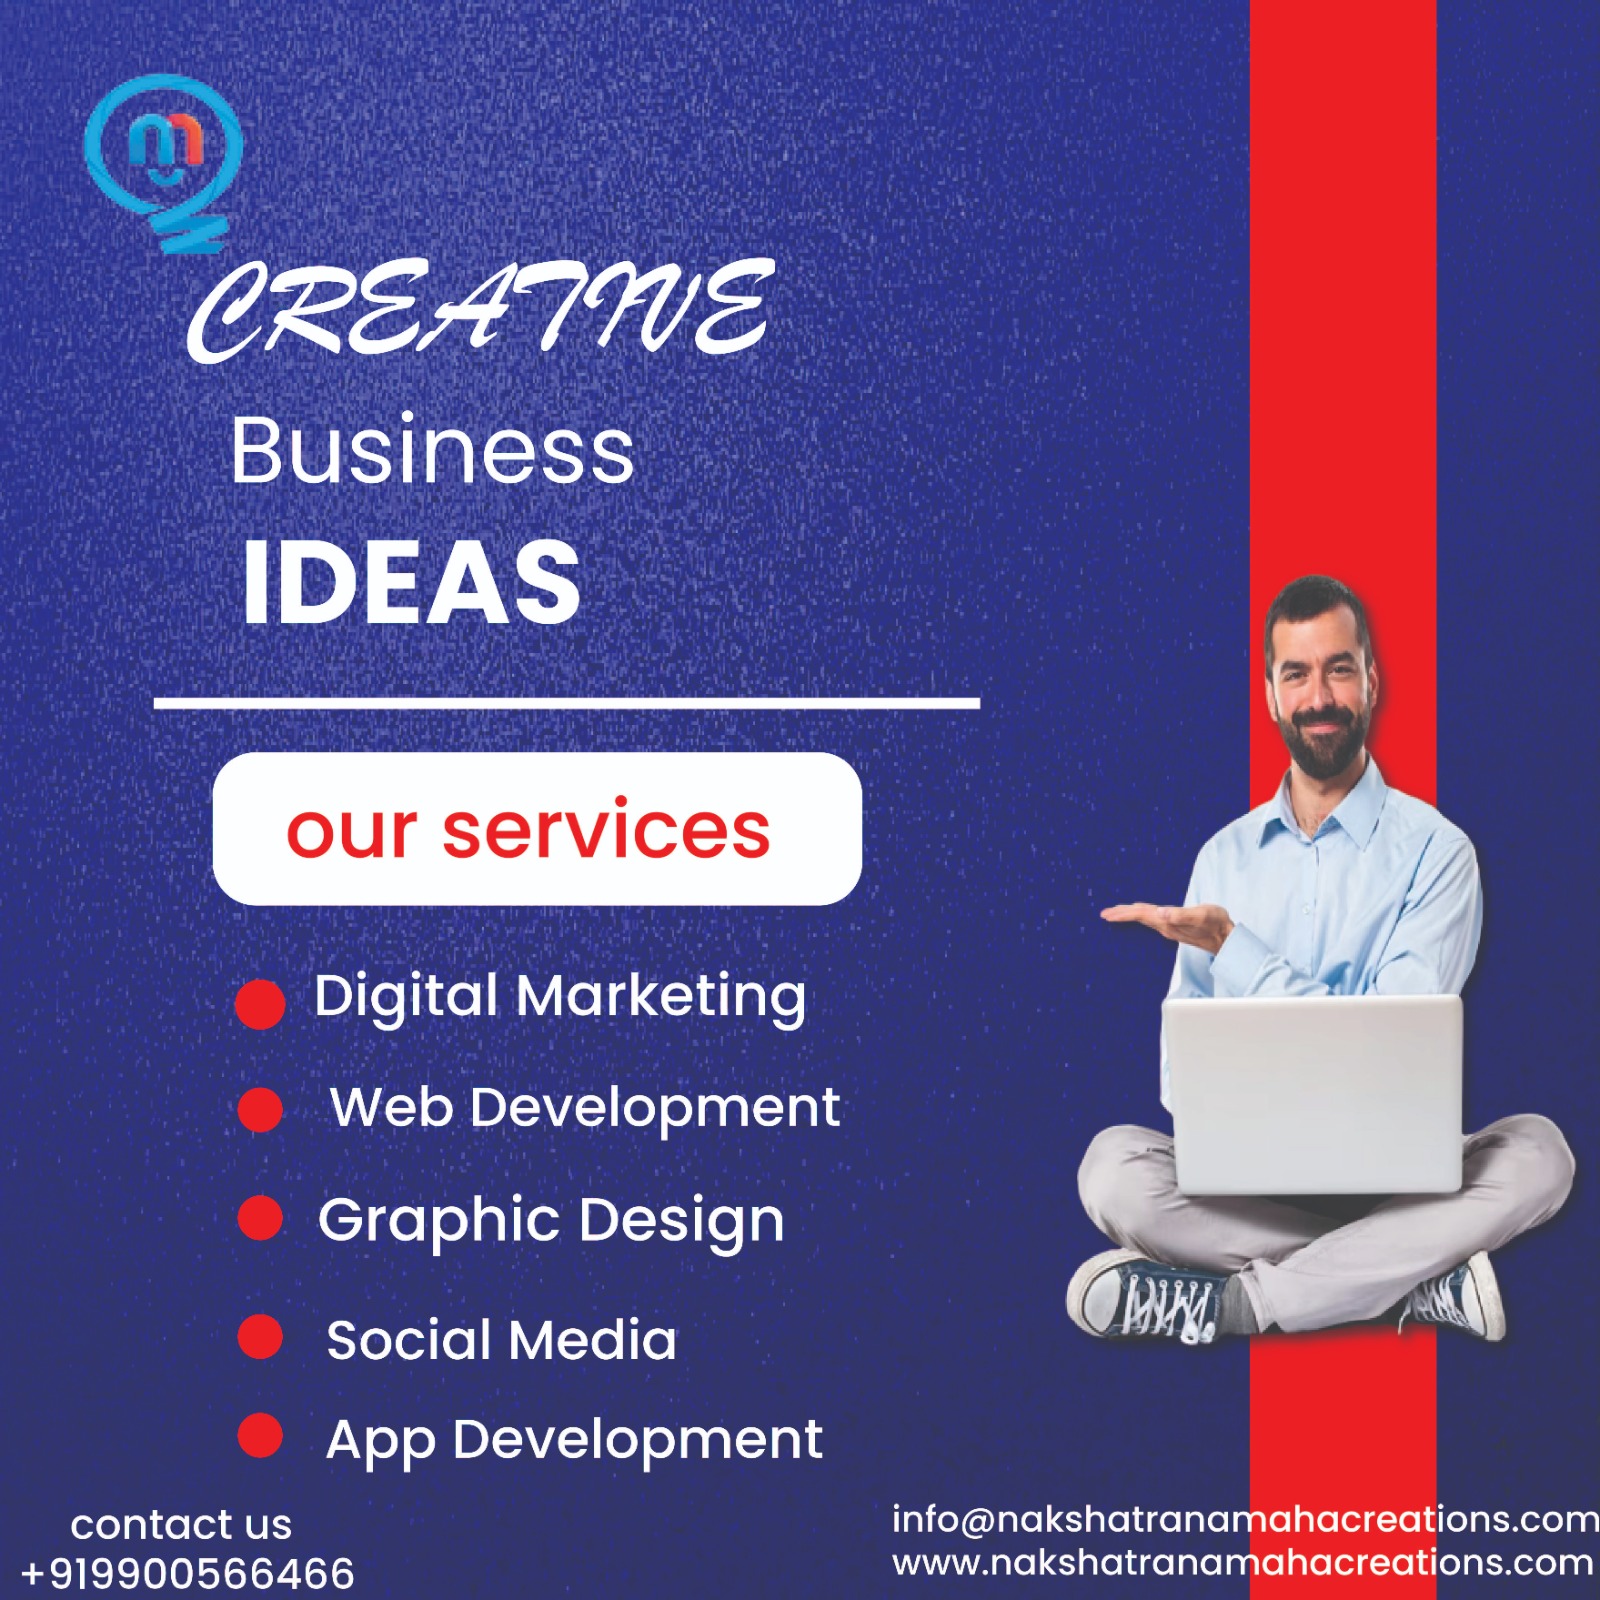 m
CREATIVE
Business
IDEAS
our services
Digital Marketing
Web Development
Graphic Design
Social Media
App Development
contact us
+919900566466
info@nakshatranamahacreations.com
www.nakshatranamahacreations.com